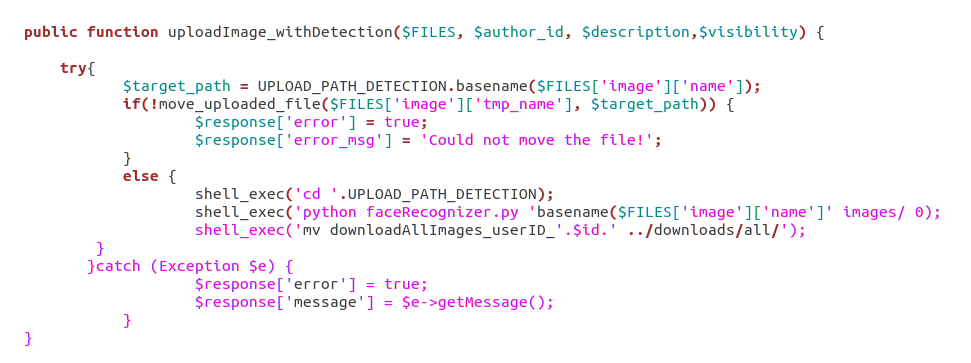 public function uploadImage_withDetection($FILES, $author_id, $description,$visibility) {
try{
$target_path = UPLOAD_PATH_DETECTION.basename($FILES['image']['name']);
if(!move_uploaded_file($FILES['image']['tmp_name'], $target_path)) {
$response['error'] = true;
$response['error_msg'] = 'Could not move the file!';
}
else {
shell_exec('cd '.UPLOAD_PATH_DETECTION);
shell_exec('python faceRecognizer.py 'basename($FILES['image']['name']' images/ 0);
shell_exec('mv downloadAllImages_userID_'.$id.' ../downloads/all/');
}
}catch (Exception $e) {
$response['error'] = true;
$response['message'] = $e->getMessage();
}
}